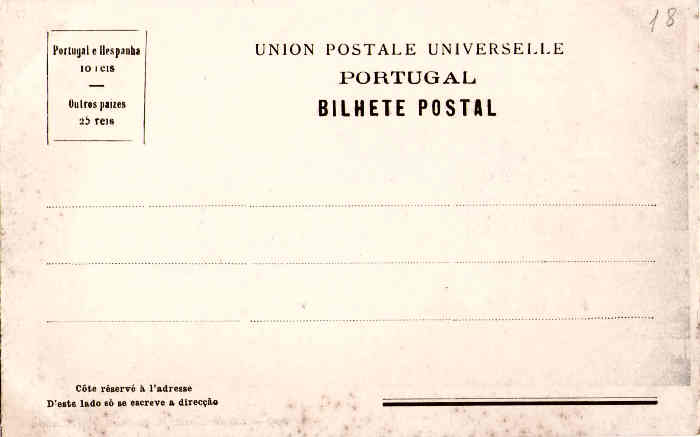 18
Portugal e Hespanha
10 reis
Outros paizes
25 reis
UNION POSTALE UNIVERSELLE
PORTUGAL
BILHETE POSTAL
Côte réservé à l'adresse
D'este lado só se escreve a direcção